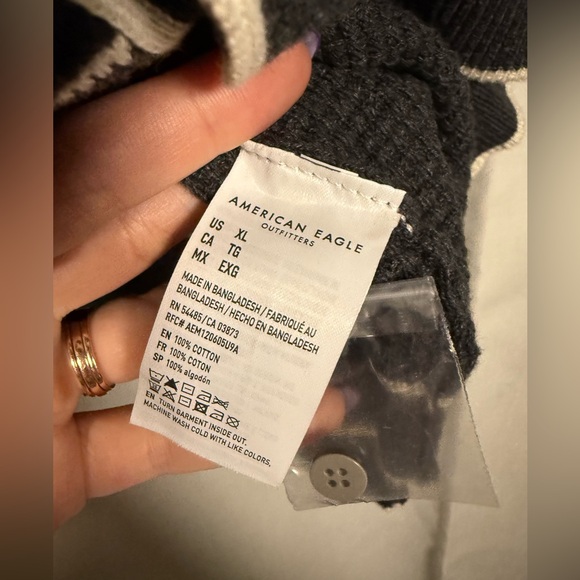 AMERICAN EAGLE
OUTFITTERS
US XL
CA TG
MX EXG
MADE IN BANGLADESH / FABRIQUÉ AU
BANGLADESH / HECHO EN BANGLADESH
RN 54485/CA 03873
RFC# AEM120605U9A
EN 100% COTTON
FR 100% COTON
SP 100% algodón
EN TURN GARMENT INSIDE OUT.
MACHINE WASH COLD WITH LIKE COLORS,